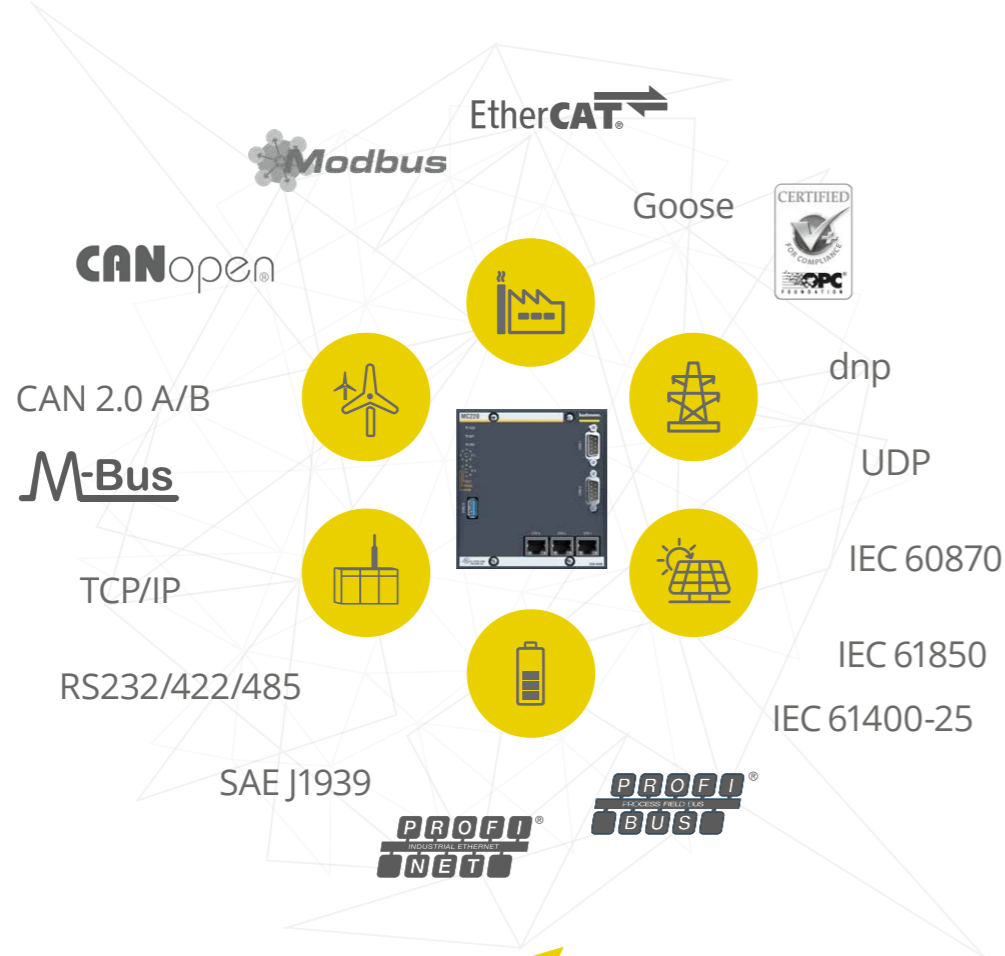 EtherCAT®
Modbus
Goose
CERTIFIED
FOR COMPLIANCE
OPC®
FOUNDATION
CANopen®
dnp
CAN 2.0 A/B
bachmann.
UDP
M-Bus
IEC 60870
TCP/IP
IEC 61850
RS232/422/485
IEC 61400-25
SAE J1939
PROFI®
PROCESS FIELD BUS
BUS
PROFI®
INDUSTRIAL ETHERNET
NET